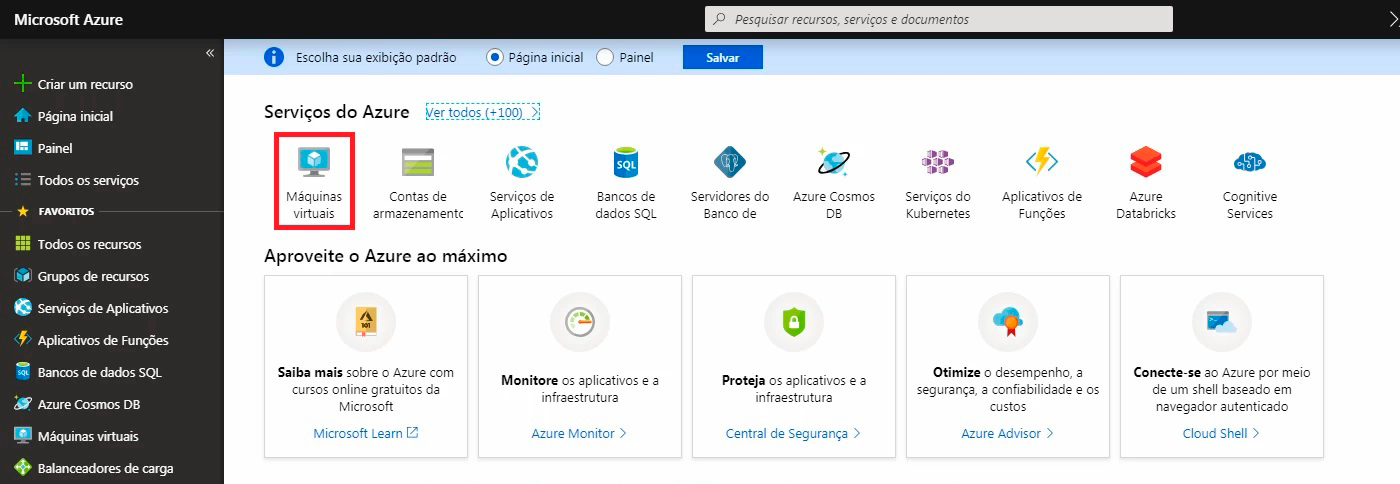 Microsoft Azure
Pesquisar recursos, serviços e documentos
«
Criar um recurso
Página inicial
Painel
Todos os serviços
FAVORITOS
Todos os recursos
Grupos de recursos
Serviços de Aplicativos
Aplicativos de Funções
Bancos de dados SQL
Azure Cosmos DB
Máquinas virtuais
Balanceadores de carga
Escolha sua exibição padrão
Página inicial
Painel
Salvar
Serviços do Azure
Ver todos (+100)
Máquinas
virtuais
Contas de
armazenamento
Serviços de
Aplicativos
SQL
Bancos de
dados SQL
Servidores do
Banco de
Azure Cosmos
DB
Serviços do
Kubernetes
Aplicativos de
Funções
Azure
Databricks
Cognitive
Services
Aproveite o Azure ao máximo
101
Saiba mais sobre o Azure com
cursos online gratuitos da
Microsoft
Microsoft Learn
Monitore os aplicativos e a
infraestrutura
Azure Monitor
Proteja os aplicativos e a
infraestrutura
Central de Segurança
Otimize o desempenho, a
segurança, a confiabilidade e os
custos
Azure Advisor
Conecte-se ao Azure por meio
de um shell baseado em
navegador autenticado
Cloud Shell